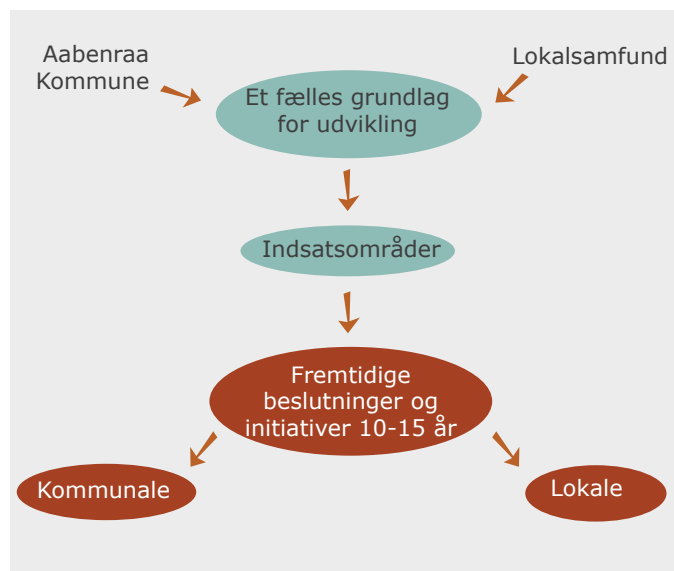 Aabenraa
Kommune
Lokalsamfund
Et fælles grundlag
for udvikling
Indsatsområder
Fremtidige
beslutninger og
initiativer 10-15 år
Kommunale
Lokale